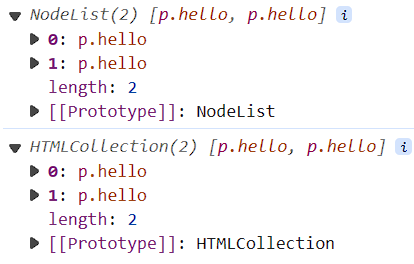 NodeList(2) [p.hello, p.hello] i
0: p.hello
1: p.hello
length: 2
[[Prototype]]: NodeList
HTMLCollection(2) [p.hello, p.hello] i
0: p.hello
1: p.hello
length: 2
[[Prototype]]: HTMLCollection